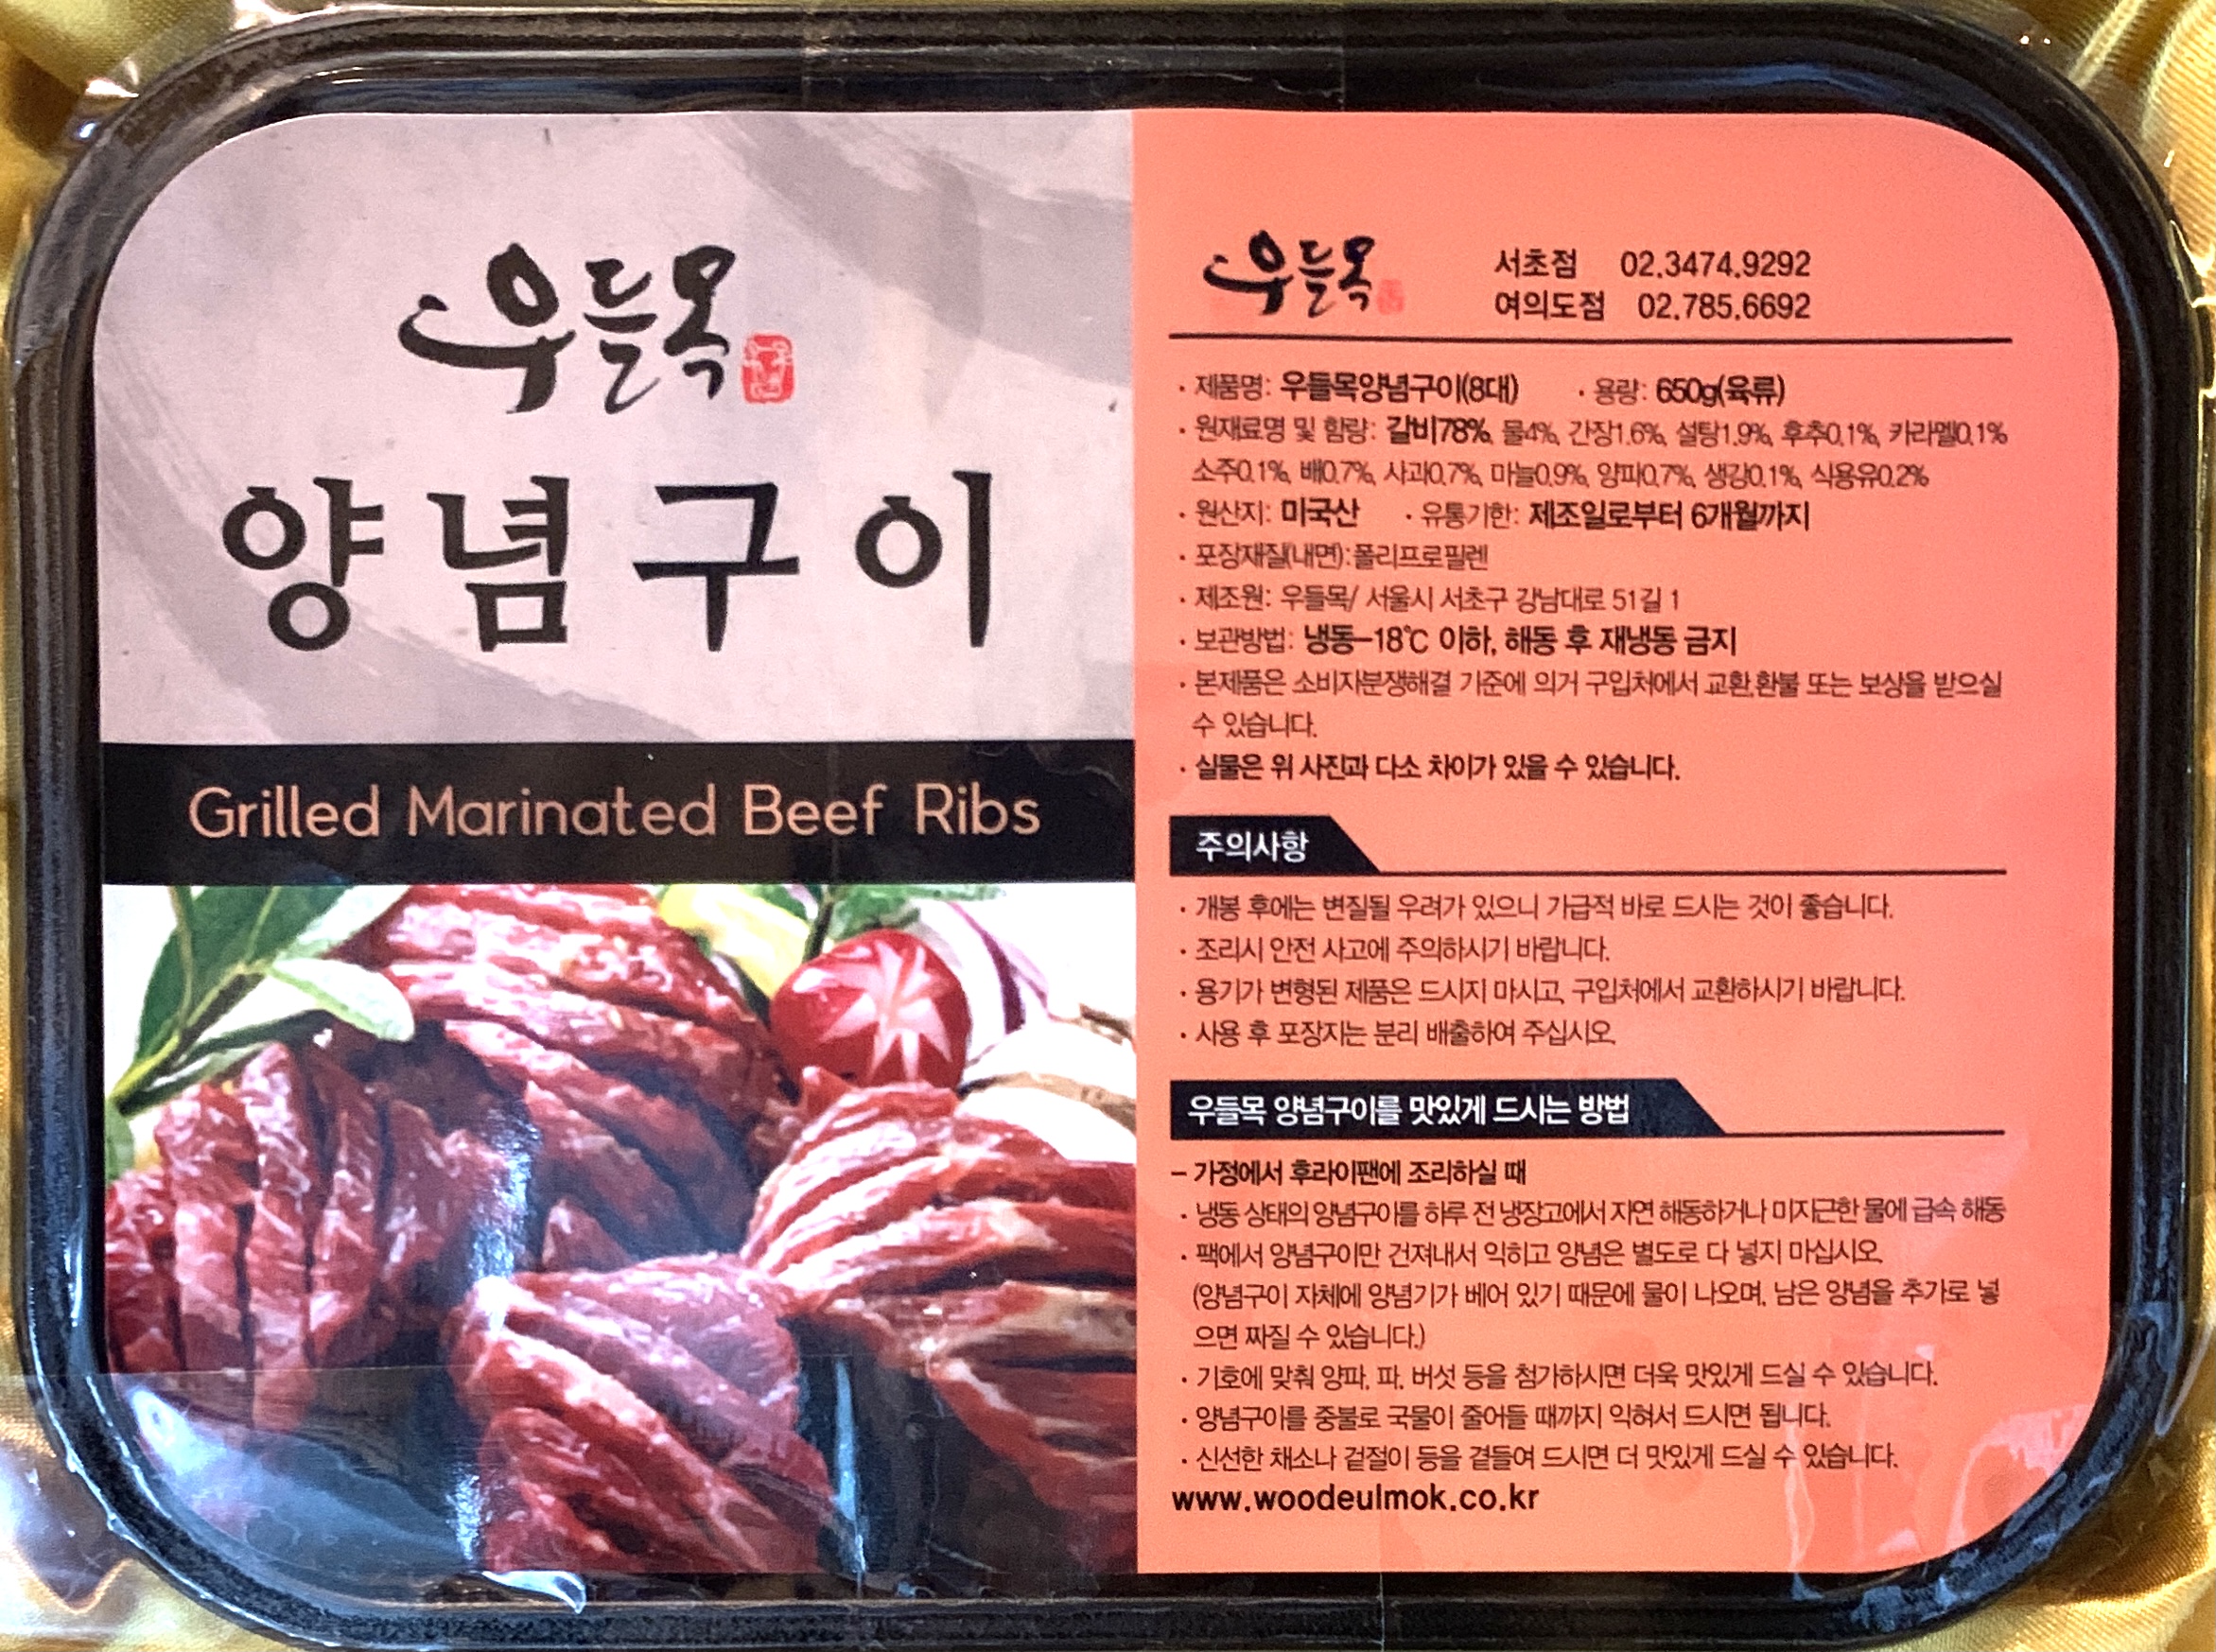 우들목
양념구이
Grilled Marinated Beef Ribs
우들목
서초점 02.3474.9292
여의도점 02.785.6692
· 제품명: 우들목양념구이(8대) · 용량: 650g(육류)
· 원재료명 및 함량: 갈비78%, 물4%, 간장1.6%, 설탕1.9%, 후추0.1%, 카라멜0.1%
소주0.1%, 배0.7%, 사과0.7%, 마늘0.9%, 양파0.7%, 생강0.1%, 식용유0.2%
· 원산지: 미국산 · 유통기한: 제조일로부터 6개월까지
· 포장재질(내면):폴리프로필렌
· 제조원: 우들목/ 서울시 서초구 강남대로 51길 1
· 보관방법: 냉동-18℃ 이하, 해동 후 재냉동 금지
· 본제품은 소비자분쟁해결 기준에 의거 구입처에서 교환,환불 또는 보상을 받으실
수 있습니다.
· 실물은 위 사진과 다소 차이가 있을 수 있습니다.
주의사항
· 개봉 후에는 변질될 우려가 있으니 가급적 바로 드시는 것이 좋습니다.
· 조리시 안전 사고에 주의하시기 바랍니다.
· 용기가 변형된 제품은 드시지 마시고, 구입처에서 교환하시기 바랍니다.
· 사용 후 포장지는 분리 배출하여 주십시오.
우들목 양념구이를 맛있게 드시는 방법
– 가정에서 후라이팬에 조리하실 때
· 냉동 상태의 양념구이를 하루 전 냉장고에서 자연 해동하거나 미지근한 물에 급속 해동
· 팩에서 양념구이만 건져내서 익히고 양념은 별도로 다 넣지 마십시오.
(양념구이 자체에 양념기가 베어 있기 때문에 물이 나오며, 남은 양념을 추가로 넣
으면 짜질 수 있습니다.)
· 기호에 맞춰 양파, 파, 버섯 등을 첨가하시면 더욱 맛있게 드실 수 있습니다.
· 양념구이를 중불로 국물이 줄어들 때까지 익혀서 드시면 됩니다.
· 신선한 채소나 겉절이 등을 곁들여 드시면 더 맛있게 드실 수 있습니다.
www.woodeulmok.co.kr